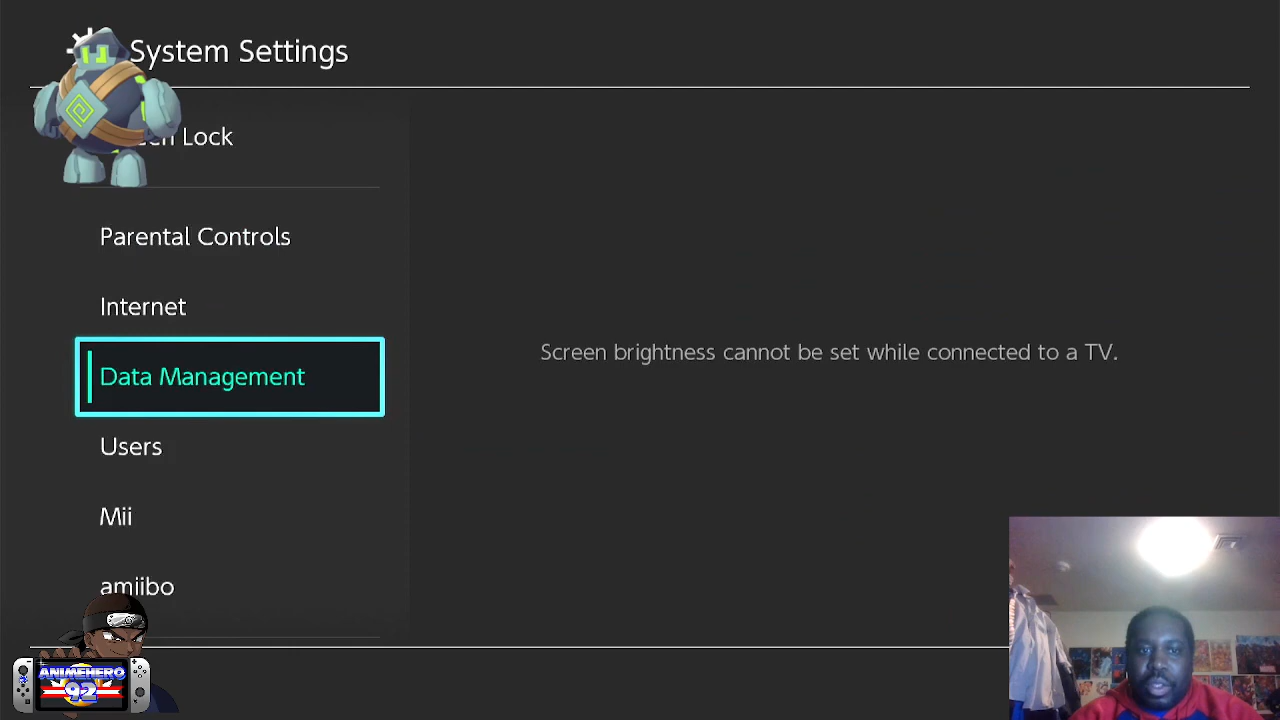 System Settings
Lock
Parental Controls
Internet
Data Management
Screen brightness cannot be set while connected to a TV.
Users
Mii
amiibo
ANIMEHERO
92